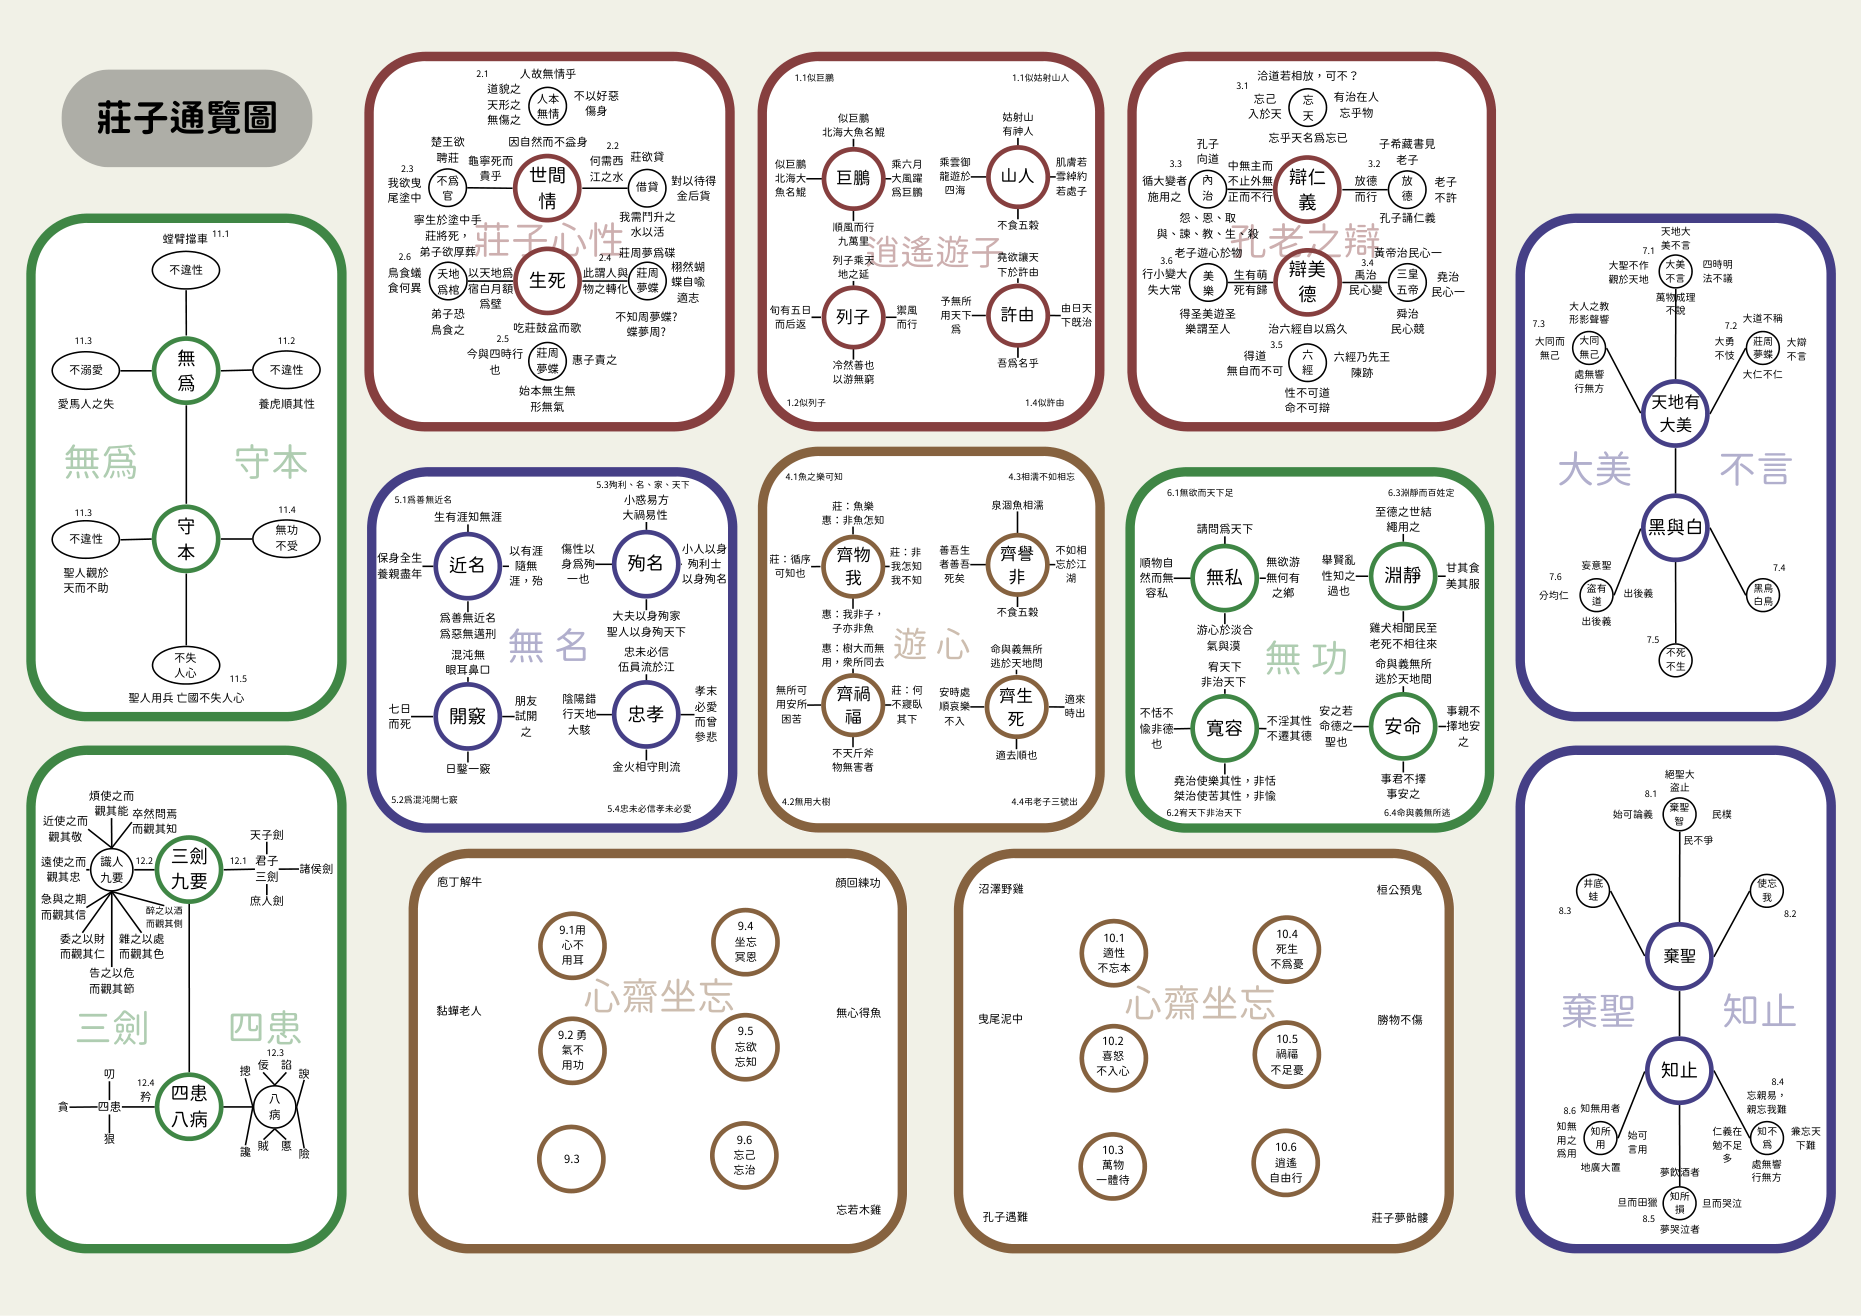 莊子通覽圖
2.1
人故無情乎
道貌之
天形之
無傷之
人本
無情
不以好惡
傷身
因自然而不益身
楚王欲
聘莊
2.3
我欲曳
尾塗中
不爲
官
龜寧死而
貴乎
寧生於塗中手
世間
情
2.2
何需西
江之水
莊欲貸
借貸
對以待得
金后貨
我需鬥升之
水以活
莊子心性
莊將死，
弟子欲厚葬
2.6
鳥食蟻
食何異
天地
爲棺
以天地爲
宿白月額
爲壁
弟子恐
鳥食之
生死
2.4
此謂人與
物之轉化
莊周夢爲碟
莊周
夢蝶
栩然蝴
蝶自喻
適志
不知周夢蝶?
蝶夢周?
吃莊鼓盆而歌
2.5
今與四時行
也
莊周
夢蝶
惠子責之
始本無生無
形無氣
1.1似巨鵬
1.1似姑射山人
似巨鵬
北海大魚名鯤
似巨鵬
北海大
魚名鯤
巨鵬
乘六月
大風躍
爲巨鵬
順風而行
九萬里
姑射山
有神人
乘雲御
龍遊於
四海
山人
肌膚若
雪綽約
若處子
不食五穀
逍遙遊子
列子乘天
地之延
旬有五日
而后返
列子
禦風
而行
冷然善也
以游無窮
堯欲讓天
下於許由
予無所
用天下
爲
許由
由日天
下旣治
吾爲名乎
1.2似列子
1.4似許由
洽道若相放，可不？
3.1
忘己
入於天
忘
天
有治在人
忘乎物
忘乎天名爲忘已
孔子
向道
3.3
循大變者
施用之
內
治
中無主而
不止外無
正而不行
怨、恩、取
與、諫、教、生、殺
辯仁
義
3.2
放德
而行
子希藏書見
老子
放
德
老子
不許
孔子誦仁義
孔老之辯
老子遊心於物
3.6
行小變大
失大常
美
樂
生有萌
死有歸
得圣美遊圣
樂謂至人
辯美
德
黃帝治民心一
3.4
禹治
民心變
三皇
五帝
堯治
民心一
舜治
民心競
治六經自以爲久
3.5
得道
無自而不可
六
經
六經乃先王
陳跡
性不可道
命不可辯
螳臂擋車
11.1
不違性
11.3
不溺愛
愛馬人之失
無
爲
11.2
不違性
養虎順其性
無爲
守本
11.3
不違性
聖人觀於
天而不助
守
本
11.4
無功
不受
不失
人心
11.5
聖人用兵 亡國不失人心
天地大
美不言
7.1
大聖不作
觀於天地
大美
不言
四時明
法不議
萬物成理
不說
大人之教
形影聲響
7.3
大同而
無己
大同
無己
處無響
行無方
大道不稱
7.2
大勇
不忮
莊周
夢蝶
大辯
不言
大仁不仁
天地有
大美
大美
不言
黑與白
妄意聖
7.6
分均仁
盜有
道
出後義
出後義
7.4
黑鳥
白鳥
7.5
不死
不生
5.1爲善無近名
5.3殉利、名、家、天下
生有涯知無涯
保身全生
養親盡年
近名
以有涯
隨無
涯，殆
爲善無近名
爲惡無邁刑
小惑易方
大禍易性
傷性以
身爲殉
一也
殉名
小人以身
殉利士
以身殉名
大夫以身殉家
聖人以身殉天下
無 名
混沌無
眼耳鼻口
七日
而死
開竅
朋友
試開
之
日鑿一竅
忠未必信
伍員流於江
陰陽錯
行天地
大駭
忠孝
孝末
必愛
而曾
參悲
金火相守則流
5.2爲混沌開七竅
5.4忠未必信孝未必愛
4.1魚之樂可知
4.3相濡不如相忘
莊：魚樂
惠：非魚怎知
莊：循序
可知也
齊物
我
莊：非
我怎知
我不知
惠：我非子，
子亦非魚
泉涸魚相濡
善吾生
者善吾
死矣
齊譽
非
不如相
忘於江
湖
不食五穀
遊 心
惠：樹大而無
用，衆所同去
無所可
用安所
困苦
齊禍
福
莊：何
不寢臥
其下
不天斤斧
物無害者
命與義無所
逃於天地間
安時處
順哀樂
不入
齊生
死
適來
時出
適去順也
4.2無用大樹
4.4弔老子三號出
6.1無欲而天下足
6.3淵靜而百姓定
請問爲天下
順物自
然而無
容私
無私
無欲游
無何有
之鄉
游心於淡合
氣與漠
至德之世結
繩用之
舉賢亂
性知之
過也
淵靜
甘其食
美其服
雞犬相聞民至
老死不相往來
無 功
宥天下
非治天下
不恬不
愉非德
也
寬容
不淫其性
不遷其德
堯治使樂其性，非恬
桀治使苦其性，非愉
命與義無所
逃於天地間
安之若
命德之
聖也
安命
事親不
擇地安
之
事君不擇
事安之
6.2宥天下非治天下
6.4命與義無所逃
煩使之而
觀其能
近使之而
觀其敬
卒然問焉
而觀其知
遠使之而
觀其忠
識人
九要
12.2
三劍
九要
12.1
天子劍
君子
三劍
諸侯劍
庶人劍
急與之期
而觀其信
醉之以酒
而觀其側
委之以財
而觀其仁
雜之以處
而觀其色
告之以危
而觀其節
三劍
四患
12.4
叨
貪
四患
矜
狠
四患
八病
12.3
摠
佞
諂
諛
八
病
讒
賊
慝
險
庖丁解牛
顏回練功
9.1用
心不
用耳
9.4
坐忘
冥恩
心齋坐忘
黏蟬老人
無心得魚
9.2 勇
氣不
用功
9.5
忘欲
忘知
9.3
9.6
忘己
忘治
忘若木雞
沼澤野雞
桓公預鬼
10.1
適性
不忘本
10.4
死生
不爲憂
心齋坐忘
曳尾泥中
勝物不傷
10.2
喜怒
不入心
10.5
禍福
不足憂
10.3
萬物
一體待
10.6
逍遙
自由行
孔子遇難
莊子夢骷髏
絕聖大
盜止
8.1
始可論義
棄聖
智
民樸
民不爭
井底
蛙
8.3
使忘
我
8.2
棄聖
棄聖
知止
知止
8.6
知無用者
知無
用之
爲用
知所
用
始可
言用
地廣大置
8.4
忘親易，
親忘我難
仁義在
勉不足
多
知不
爲
兼忘天
下難
處無響
行無方
夢飲酒者
旦而田獵
知所
損
旦而哭泣
8.5
夢哭泣者